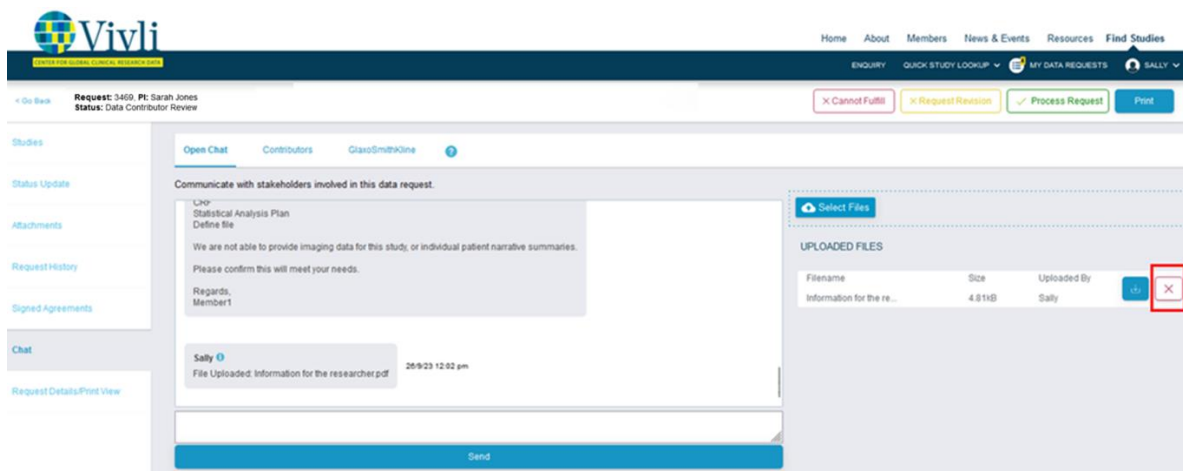 Vivli
CENTER FOR GLOBAL CLINICAL RESEARCH DATA
Home About Members News & Events Resources Find Studies
ENQUIRY QUICK STUDY LOOKUP MY DATA REQUESTS SALLY
< Go Back
Request: 3469, PI: Sarah Jones
Status: Data Contributor Review
Cannot Fulfill Request Revision Process Request Print
Studies
Status Update
Attachments
Request History
Signed Agreements
Chat
Request Details/Print View
Open Chat Contributors GlaxoSmithKline ?
Communicate with stakeholders involved in this data request.
CRF
Statistical Analysis Plan
Define file
We are not able to provide imaging data for this study, or individual patient narrative summaries.
Please confirm this will meet your needs.
Regards,
Member1
Sally
File Uploaded: Information for the researcher.pdf
26/9/23 12:02 pm
Send
Select Files
UPLOADED FILES
Filename Size Uploaded By
Information for the re... 4.81kB Sally